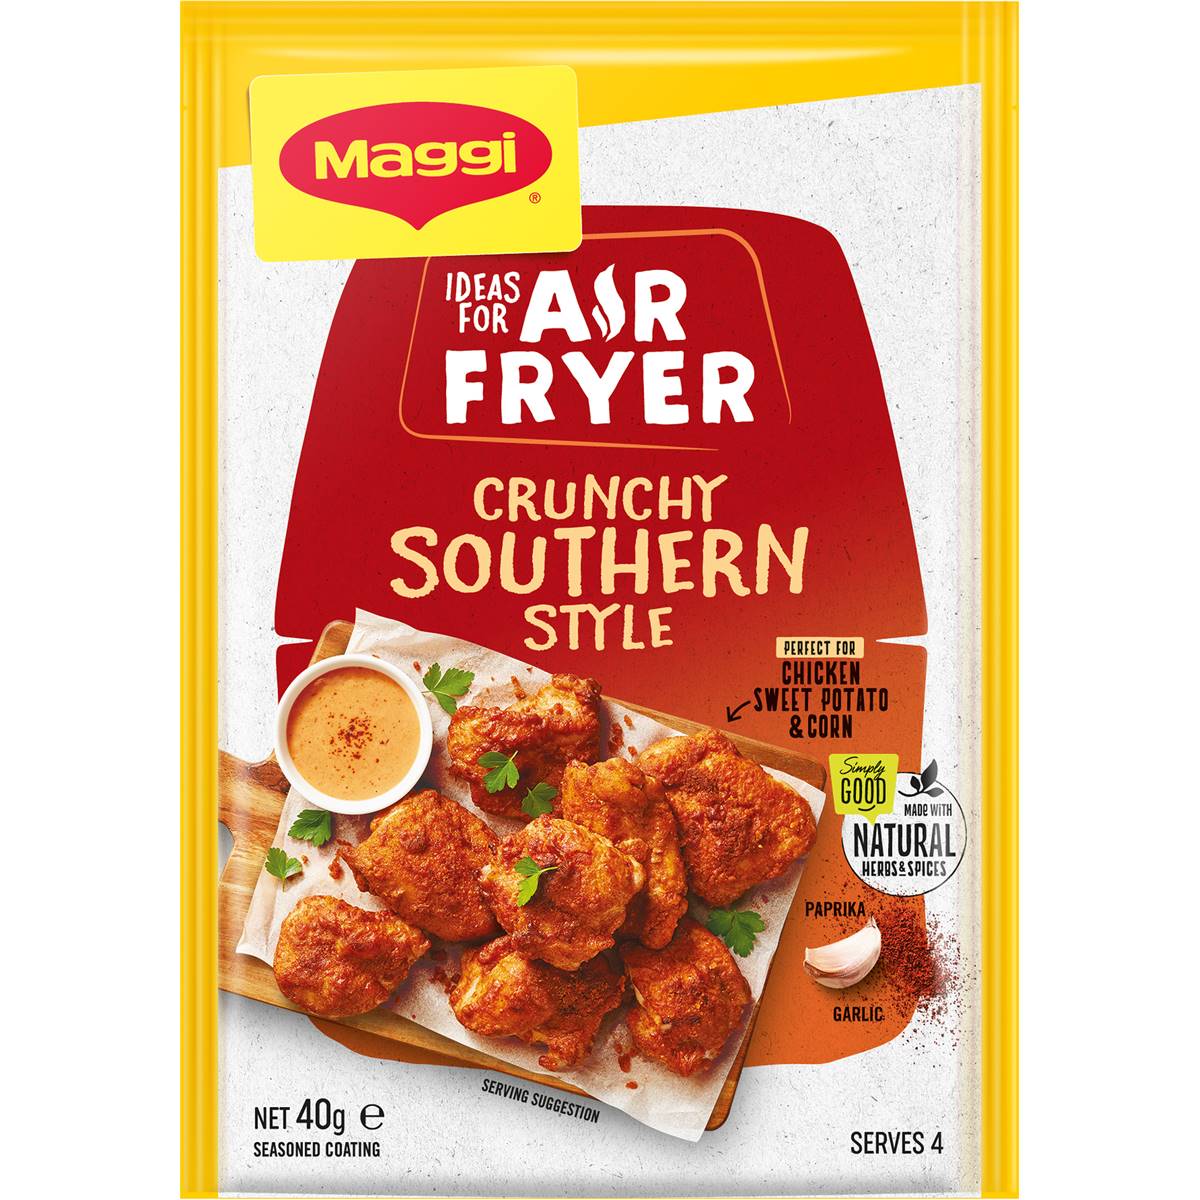 Maggi
®
IDEAS
FOR
AIR
FRYER
CRUNCHY
SOUTHERN
STYLE
PERFECT FOR
CHICKEN
SWEET POTATO
& CORN
Simply
GOOD
MADE WITH
NATURAL
HERBS & SPICES
PAPRIKA
GARLIC
SERVING SUGGESTION
NET 40g ℮
SEASONED COATING
SERVES 4